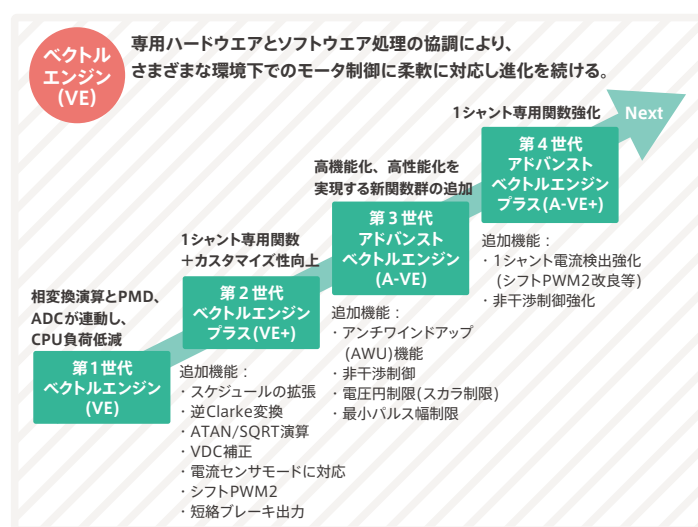 ベクトル
エンジン
(VE)
専用ハードウエアとソフトウエア処理の協調により、
さまざまな環境下でのモータ制御に柔軟に対応し進化を続ける。
相変換演算とPMD、
ADCが連動し、
CPU負荷低減
第1世代
ベクトルエンジン
(VE)
1シャント専用関数
＋カスタマイズ性向上
第2世代
ベクトルエンジン
プラス(VE+)
追加機能：
・スケジュールの拡張
・逆Clarke変換
・ATAN/SQRT演算
・VDC補正
・電流センサモードに対応
・シフトPWM2
・短絡ブレーキ出力
高機能化、高性能化を
実現する新関数群の追加
第3世代
アドバンスト
ベクトルエンジン
(A-VE)
追加機能：
・アンチワインドアップ
(AWU)機能
・非干渉制御
・電圧円制限(スカラ制限)
・最小パルス幅制限
1シャント専用関数強化
第4世代
アドバンスト
ベクトルエンジン
プラス(A-VE+)
追加機能：
・1シャント電流検出強化
(シフトPWM2改良等)
・非干渉制御強化
Next